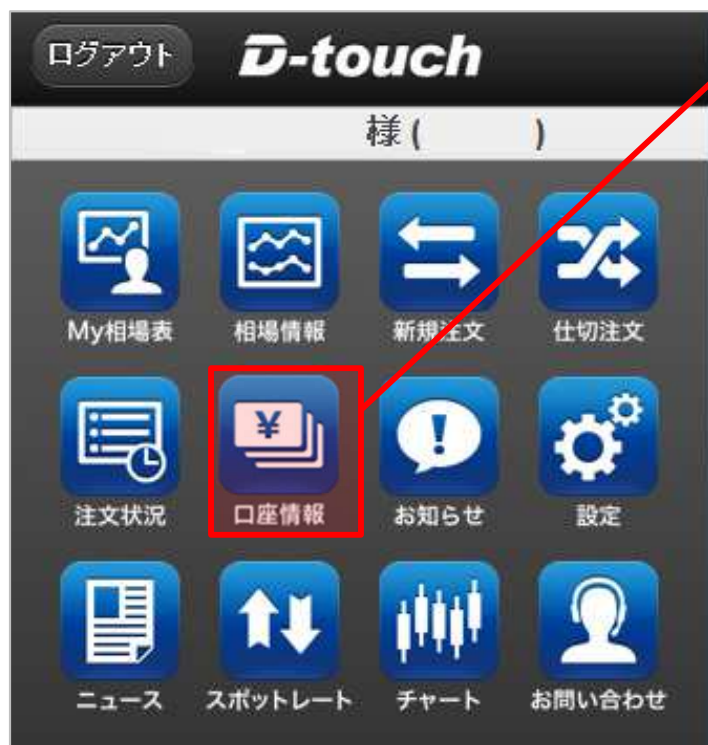 ログアウト D-touch
様 ( )
My相場表 相場情報 新規注文 仕切注文
¥
注文状況 口座情報 お知らせ 設定
ニュース スポットレート チャート お問い合わせ